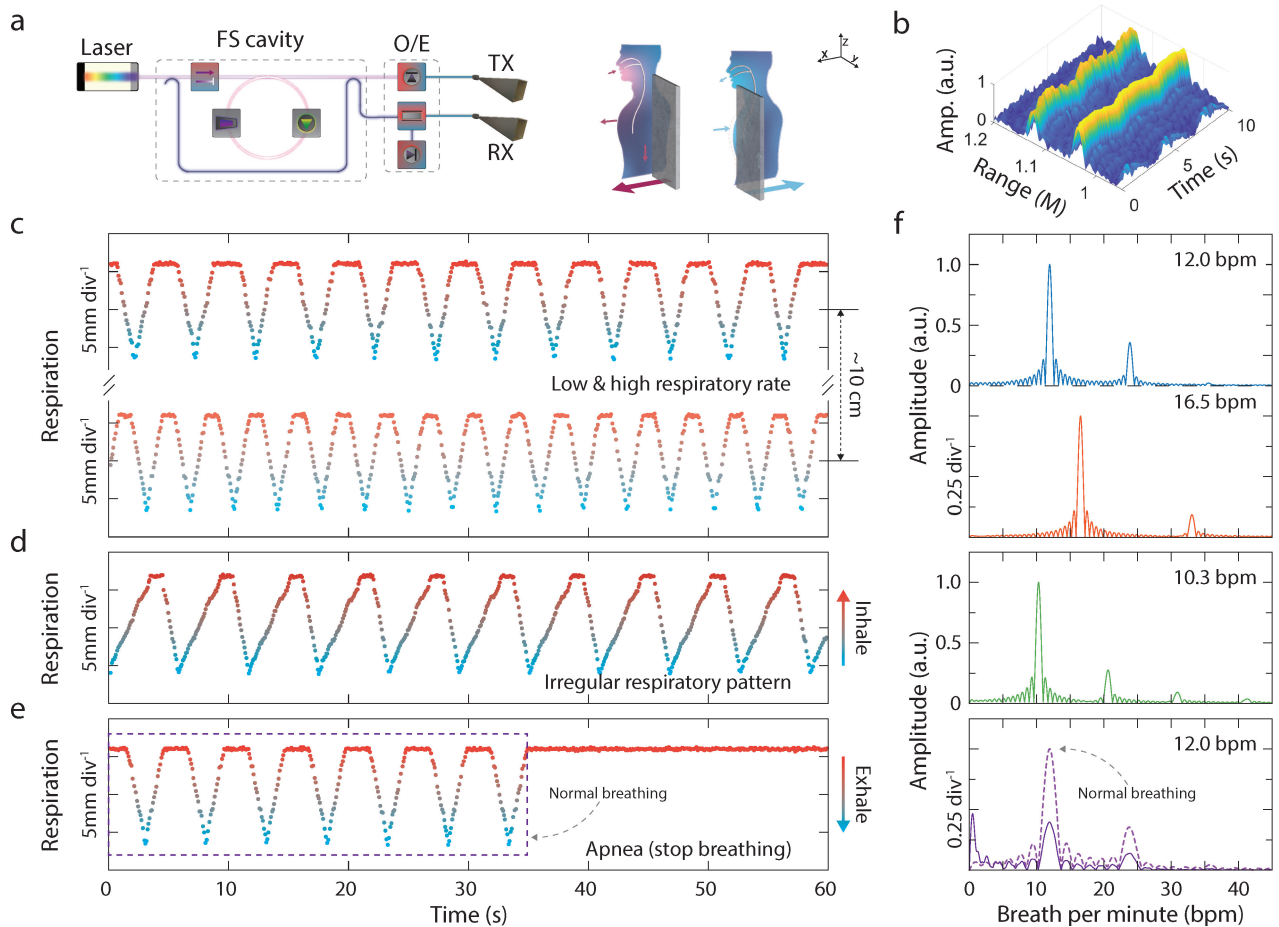 a
Laser
FS cavity
O/E
TX
RX
z
x
y
b
Amp. (a.u.)
1
0
1.2
1.1
1
Range (M)
0
5
10
Time (s)
c
Respiration
5mm div⁻¹
5mm div⁻¹
Low & high respiratory rate
~10 cm
d
Respiration
5mm div⁻¹
Irregular respiratory pattern
Inhale
e
Respiration
5mm div⁻¹
Normal breathing
Apnea (stop breathing)
Exhale
0 10 20 30 40 50 60
Time (s)
f
Amplitude (a.u.)
1.0
0.5
0
12.0 bpm
Amplitude (a.u.)
0.25 div⁻¹
16.5 bpm
Amplitude (a.u.)
1.0
0.5
0
10.3 bpm
Amplitude (a.u.)
0.25 div⁻¹
12.0 bpm
Normal breathing
0 10 20 30 40
Breath per minute (bpm)